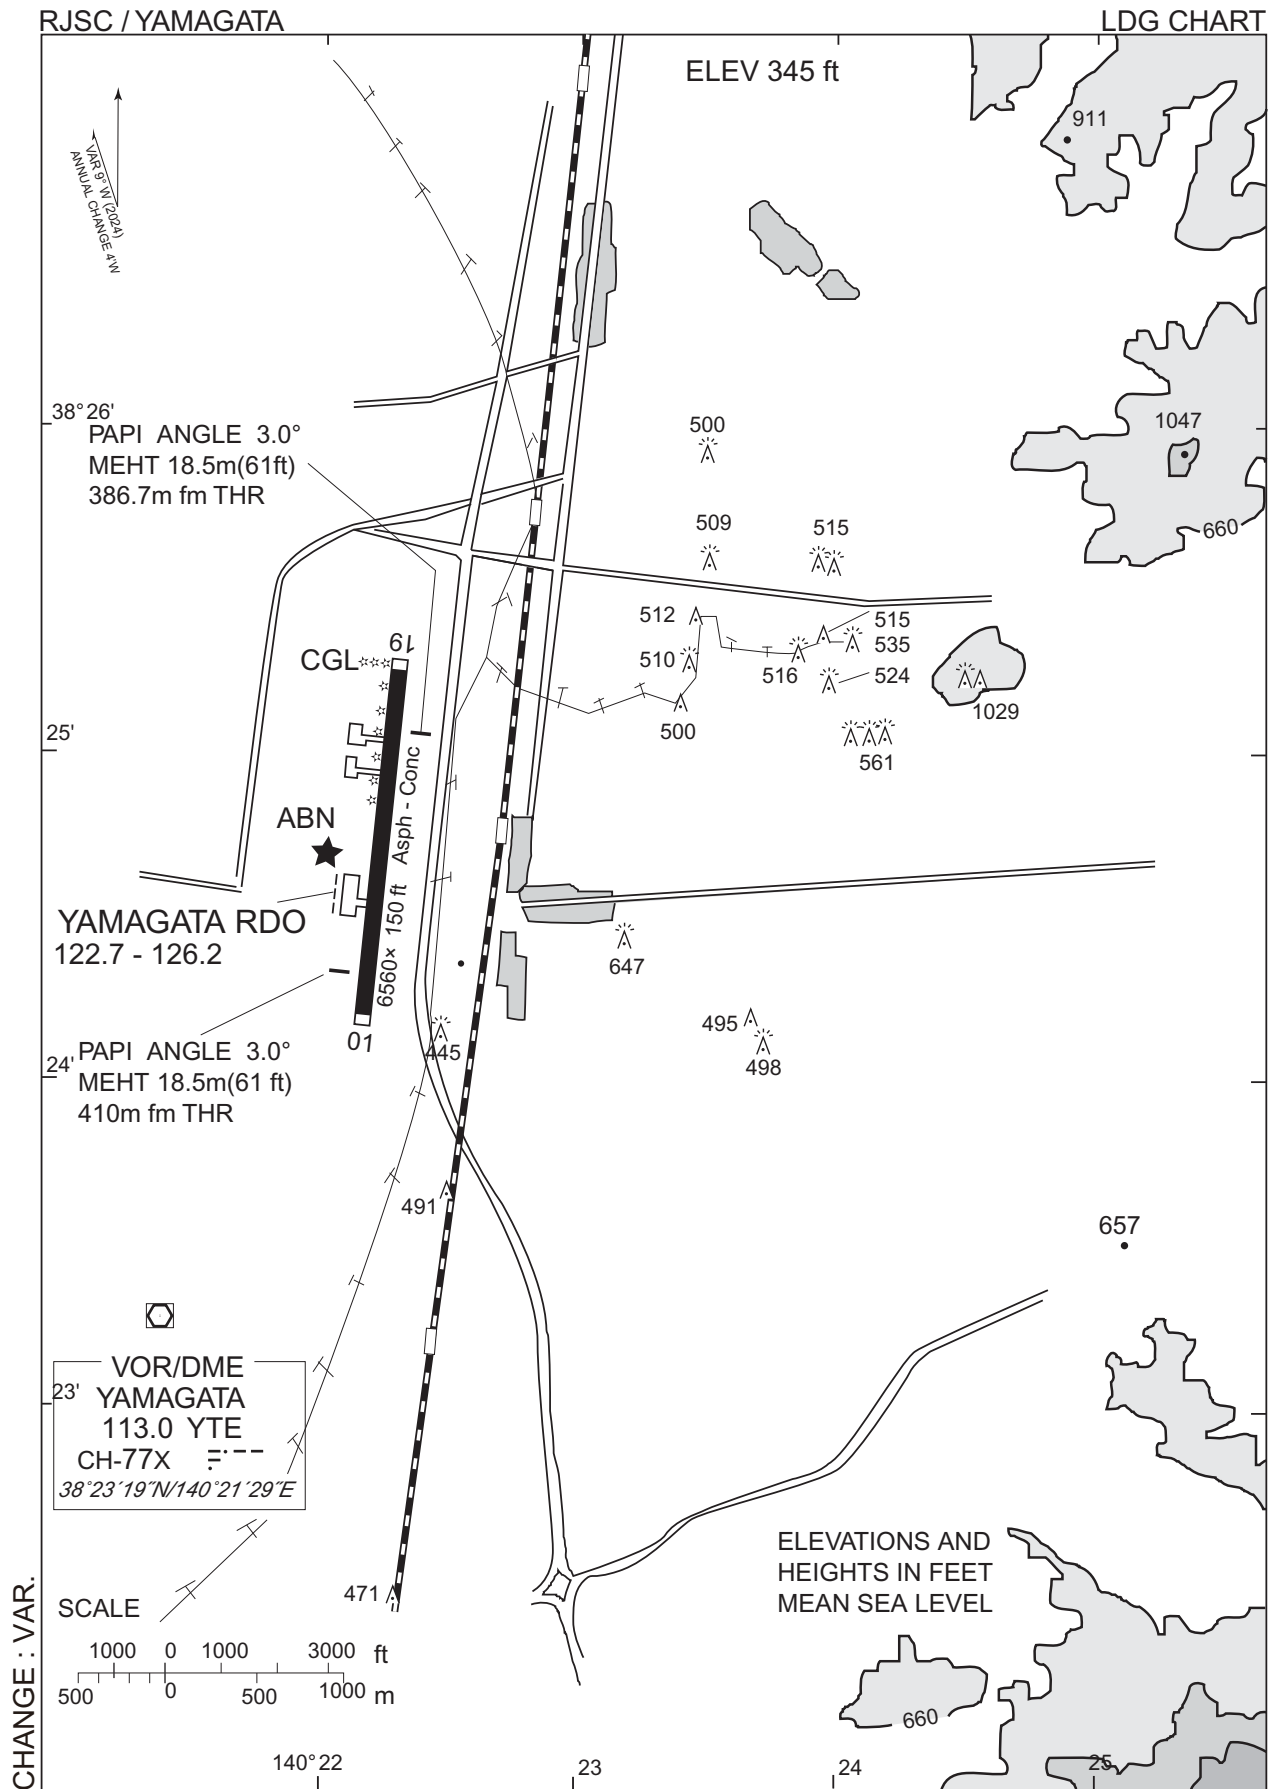 RJSC / YAMAGATA
LDG CHART
ELEV 345 ft
911
VAR 9° W (2024)
ANNUAL CHANGE 4'W
1047
38°26'
PAPI ANGLE 3.0°
MEHT 18.5m(61ft)
386.7m fm THR
500
509
515
660
512
515
535
510
516
524
CGL
19
1029
500
25'
561
Asph - Conc
ABN
YAMAGATA RDO
122.7 - 126.2
6560× 150 ft
647
495
498
01
445
24'
PAPI ANGLE 3.0°
MEHT 18.5m(61 ft)
410m fm THR
491
657
VOR/DME
23'
YAMAGATA
113.0 YTE
CH-77X
38°23´19˝N/140°21´29˝E
ELEVATIONS AND
HEIGHTS IN FEET
MEAN SEA LEVEL
471
SCALE
1000 0 1000 3000 ft
500 0 500 1000 m
660
140°22
23
24
25
CHANGE : VAR.